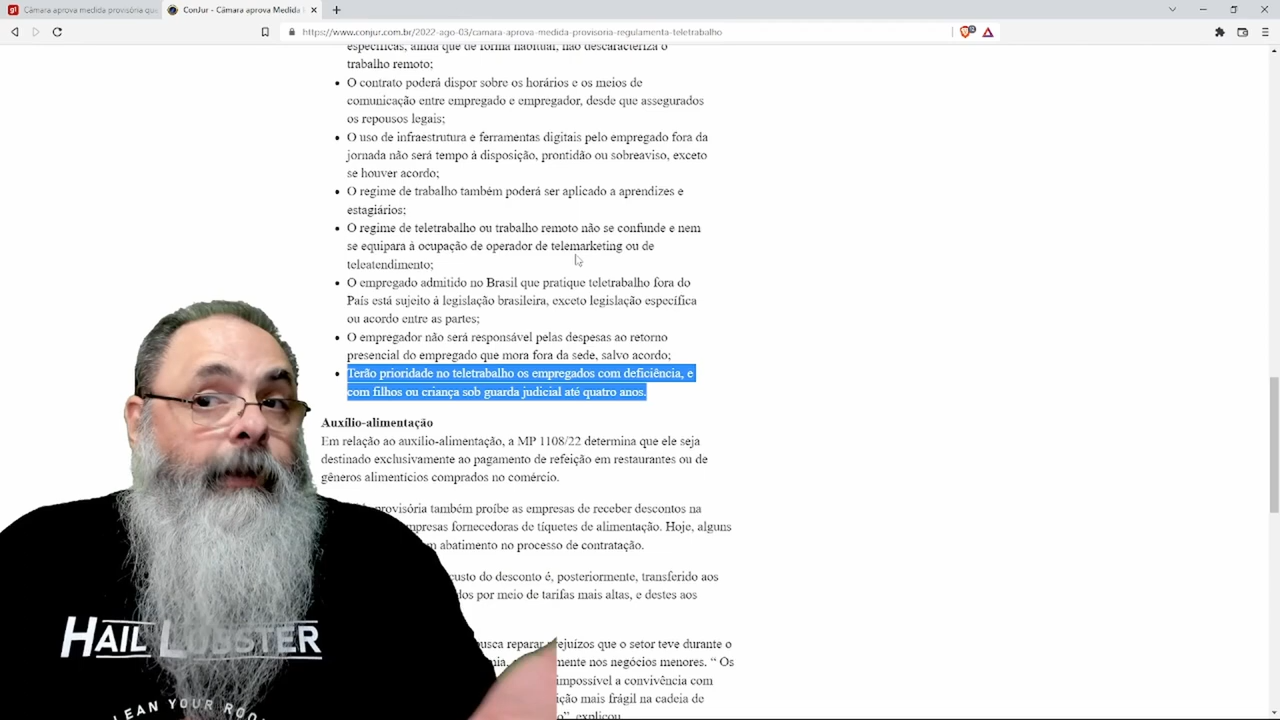 Câmara aprova medida provisória que
ConJur - Câmara aprova Medida
https://www.conjur.com.br/2022-ago-03/camara-aprova-medida-provisoria-regulamenta-teletrabalho
específicas, ainda que de forma habitual, não descaracteriza o
trabalho remoto;
• O contrato poderá dispor sobre os horários e os meios de
comunicação entre empregado e empregador, desde que assegurados
os repousos legais;
• O uso de infraestrutura e ferramentas digitais pelo empregado fora da
jornada não será tempo à disposição, prontidão ou sobreaviso, exceto
se houver acordo;
• O regime de trabalho também poderá ser aplicado a aprendizes e
estagiários;
• O regime de teletrabalho ou trabalho remoto não se confunde e nem
se equipara à ocupação de operador de telemarketing ou de
teleatendimento;
• O empregado admitido no Brasil que pratique teletrabalho fora do
País está sujeito à legislação brasileira, exceto legislação específica
ou acordo entre as partes;
• O empregador não será responsável pelas despesas ao retorno
presencial do empregado que mora fora da sede, salvo acordo;
• Terão prioridade no teletrabalho os empregados com deficiência, e
com filhos ou criança sob guarda judicial até quatro anos.
Auxílio-alimentação
Em relação ao auxílio-alimentação, a MP 1108/22 determina que ele seja
destinado exclusivamente ao pagamento de refeição em restaurantes ou de
gêneros alimentícios comprados no comércio.
provisória também proíbe as empresas de receber descontos na
empresas fornecedoras de tíquetes de alimentação. Hoje, alguns
abatimento no processo de contratação.
custo do desconto é, posteriormente, transferido aos
por meio de tarifas mais altas, e destes aos
busca reparar prejuízos que o setor teve durante o
nos negócios menores. “ Os
impossível a convivência com
mais frágil na cadeia de
explicou
HAIL LOBSTER
CLEAN YOUR ROOM